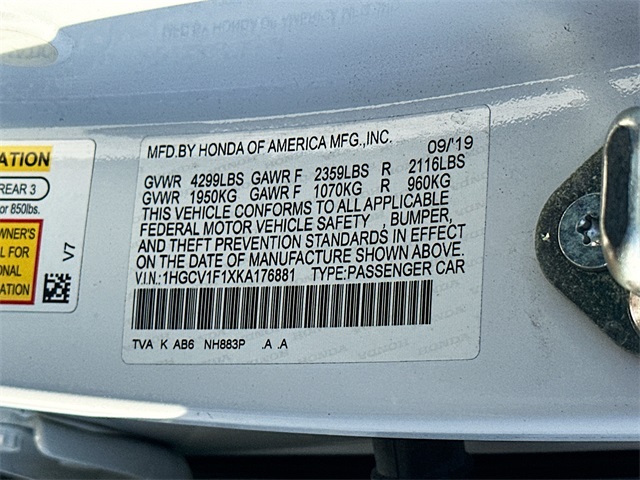 MFD.BY HONDA OF AMERICA MFG.,INC. 09/'19
GVWR 4299LBS GAWR F 2359LBS R 2116LBS
GVWR 1950KG GAWR F 1070KG R 960KG
THIS VEHICLE CONFORMS TO ALL APPLICABLE
FEDERAL MOTOR VEHICLE SAFETY , BUMPER,
AND THEFT PREVENTION STANDARDS IN EFFECT
ON THE DATE OF MANUFACTURE SHOWN ABOVE.
V.I.N.:1HGCV1F1XKA176881 TYPE:PASSENGER CAR
TVA K AB6 NH883P .A .A
ATION
REAR 3
or 850lbs.
WNER'S
L FOR
ONAL
ATION
V7